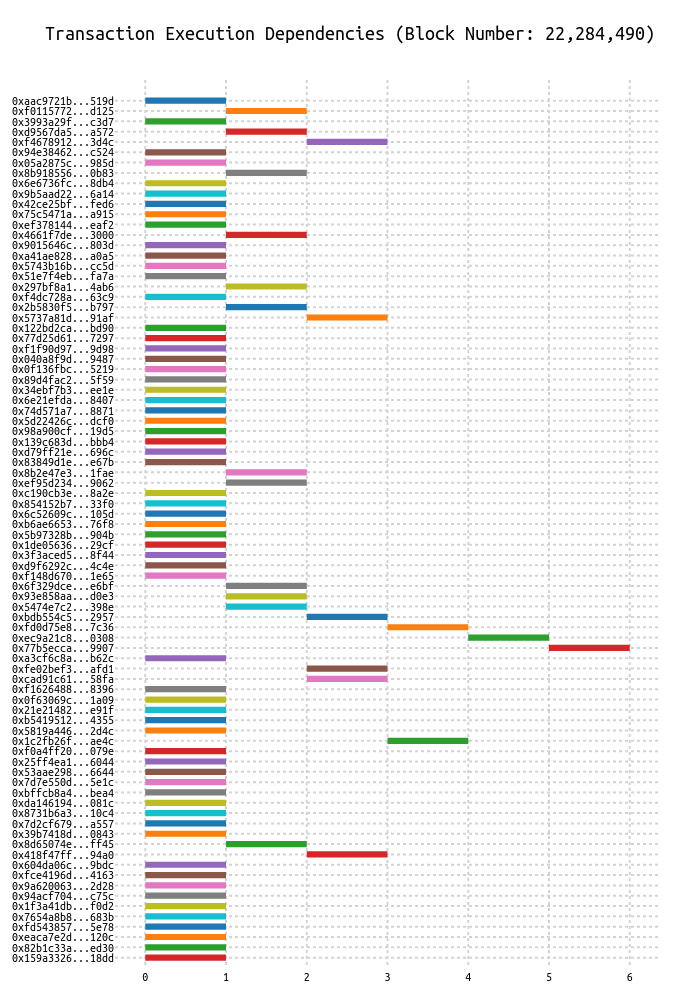 Transaction Execution Dependencies (Block Number: 22,284,490)
0xaac9721b...519d
0xf0115772...d125
0x3993a29f...c3d7
0xd9567da5...a572
0xf4678912...3d4c
0x94e38462...c524
0x05a2875c...985d
0x8b918556...0b83
0x6e6736fc...8db4
0x9b5aad22...6a14
0x42ce25bf...fed6
0x75c5471a...a915
0xef378144...eaf2
0x4661f7de...3000
0x9015646c...803d
0xa41ae828...a0a5
0x5743b16b...cc5d
0x51e7f4eb...fa7a
0x297bf8a1...4ab6
0xf4dc728a...63c9
0x2b5830f5...b797
0x5737a81d...91af
0x122bd2ca...bd90
0x77d25d61...7297
0xf1f90d97...9d98
0x040a8f9d...9487
0x0f136fbc...5219
0x89d4fac2...5f59
0x34ebf7b3...ee1e
0x6e21efda...8407
0x74d571a7...8871
0x5d22426c...dcf0
0x98a900cf...19d5
0x139c683d...bbb4
0xd79ff21e...696c
0x83849d1e...e67b
0x8b2e47e3...1fae
0xef95d234...9062
0xc190cb3e...8a2e
0x854152b7...33f0
0x6c52609c...105d
0xb6ae6653...76f8
0x5b97328b...904b
0x1de05636...29cf
0x3f3aced5...8f44
0xd9f6292c...4c4e
0xf148d670...1e65
0x6f329dce...e6bf
0x93e858aa...d0e3
0x5474e7c2...398e
0xbdb554c5...2957
0xfd0d75e8...7c36
0xec9a21c8...0308
0x77b5ecca...9907
0xa3cf6c8a...b62c
0xfe02bef3...afd1
0xcad91c61...58fa
0xf1626488...8396
0x0f63069c...1a09
0x21e21482...e91f
0xb5419512...4355
0x5819a446...2d4c
0x1c2fb26f...ae4c
0xf0a4ff20...079e
0x25ff4ea1...6044
0x53aae298...6644
0x7d7e550d...5e1c
0xbffcb8a4...bea4
0xda146194...081c
0x8731b6a3...10c4
0x7d2cf679...a557
0x39b7418d...0843
0x8d65074e...ff45
0x418f47ff...94a0
0x604da06c...9bdc
0xfce4196d...4163
0x9a620063...2d28
0x94acf704...c75c
0x1f3a41db...f0d2
0x7654a8b8...683b
0xfd543857...5e78
0xeaca7e2d...120c
0x82b1c33a...ed30
0x159a3326...18dd
0 1 2 3 4 5 6